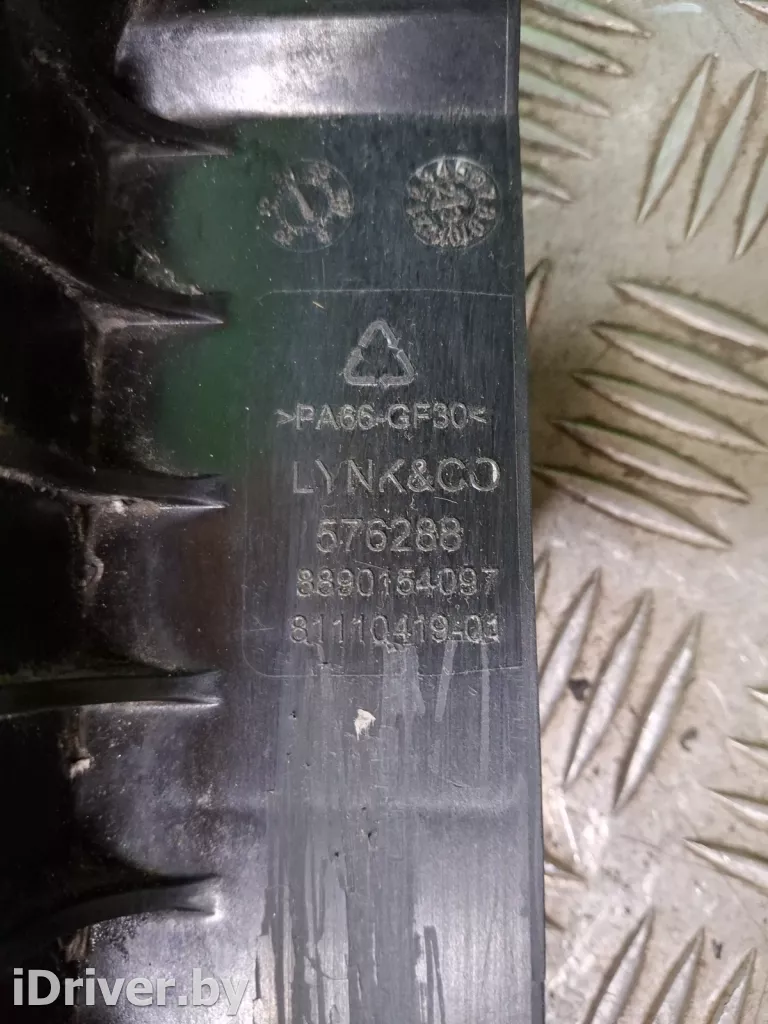 >PA66-GF30<
LYNK&CO
576288
8890154097
81110419-01
iDriver.by